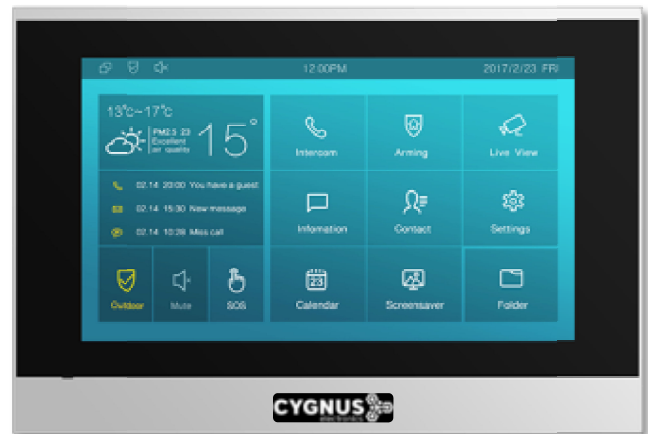 12:00PM
2017/2/23 FRI
13°c~17°c
PM2.5 23
Excellent
air quality
15°
02.14 20:00 You have a guest
02.14 15:30 New message
02.14 10:28 Miss call
Outdoor
Mute
SOS
Intercom
Arming
Live View
Infomation
Contact
Settings
23
Calendar
Screensaver
Folder
CYGNUS
electronics